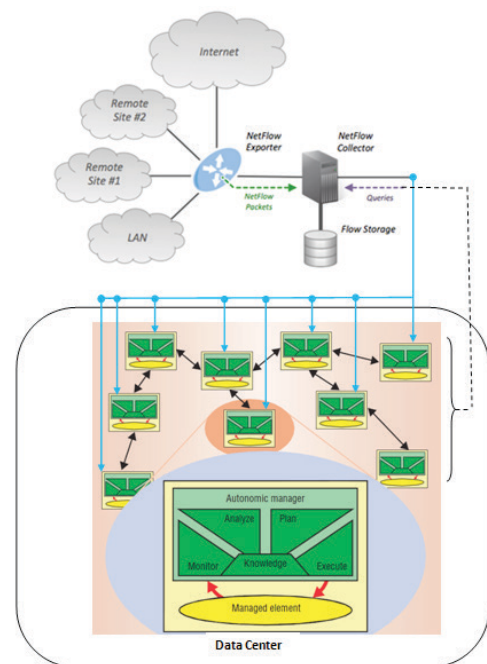 Internet
Remote
Site #2
NetFlow
Exporter
NetFlow
Collector
Remote
Site #1
NetFlow
Packets
Queries
LAN
Flow Storage
Autonomic manager
Analyze
Plan
Monitor
Knowledge
Execute
Managed element
Data Center